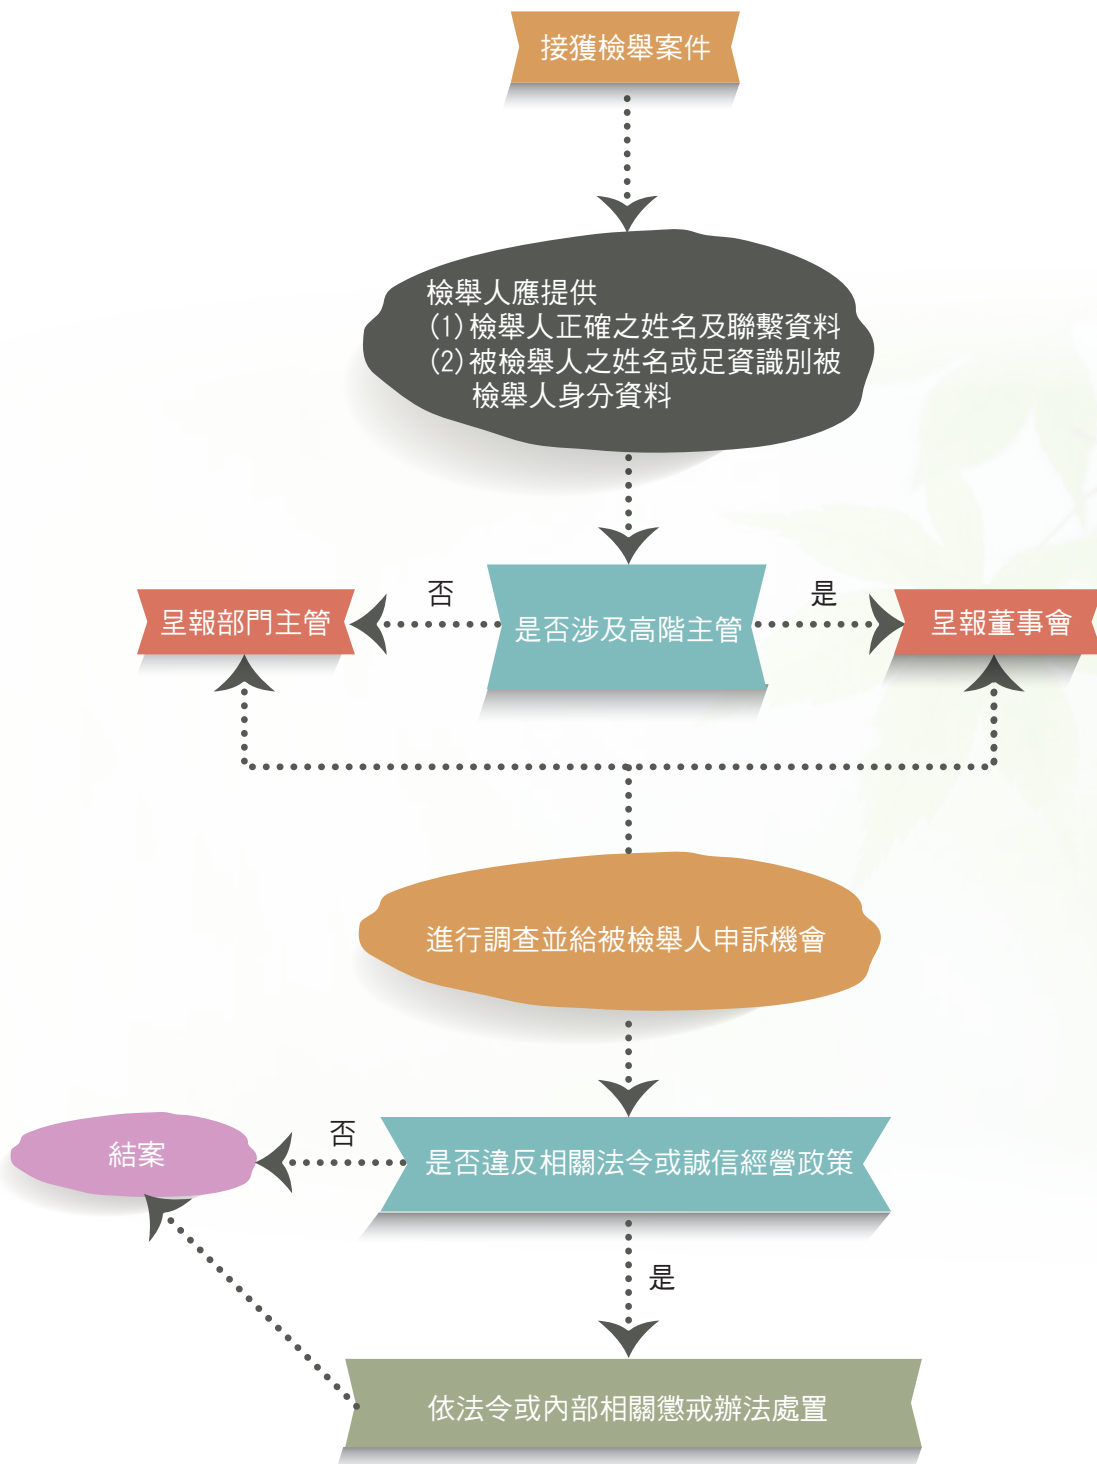 接獲檢舉案件
檢舉人應提供
(1)檢舉人正確之姓名及聯繫資料
(2)被檢舉人之姓名或足資識別被
檢舉人身分資料
否
是
呈報部門主管
是否涉及高階主管
呈報董事會
進行調查並給被檢舉人申訴機會
否
結案
是否違反相關法令或誠信經營政策
是
依法令或內部相關懲戒辦法處置